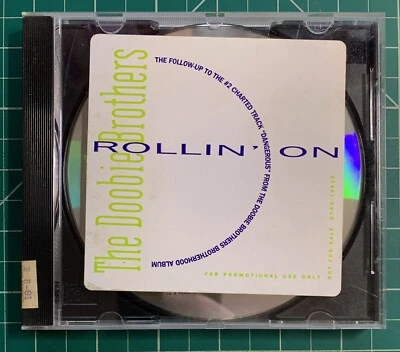 The Doobie Brothers
ROLLIN' ON
THE FOLLOW-UP TO THE #2 CHARTED TRACK "DANGEROUS" FROM THE DOOBIE BROTHERS BROTHERHOOD ALBUM
FOR PROMOTIONAL USE ONLY
NOT FOR SALE